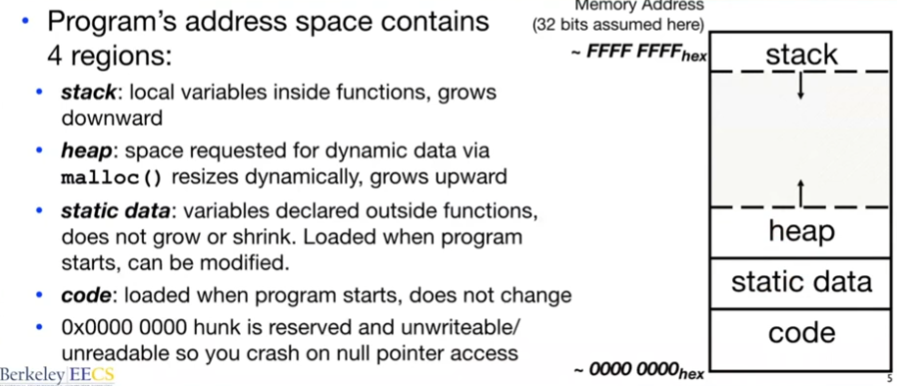 • Program's address space contains
4 regions:
• stack: local variables inside functions, grows
downward
• heap: space requested for dynamic data via
malloc() resizes dynamically, grows upward
• static data: variables declared outside functions,
does not grow or shrink. Loaded when program
starts, can be modified.
• code: loaded when program starts, does not change
• 0x0000 0000 hunk is reserved and unwriteable/
unreadable so you crash on null pointer access
Berkeley EECS
Memory Address
(32 bits assumed here)
~ FFFF FFFFhex
stack
heap
static data
code
~ 0000 0000hex
5